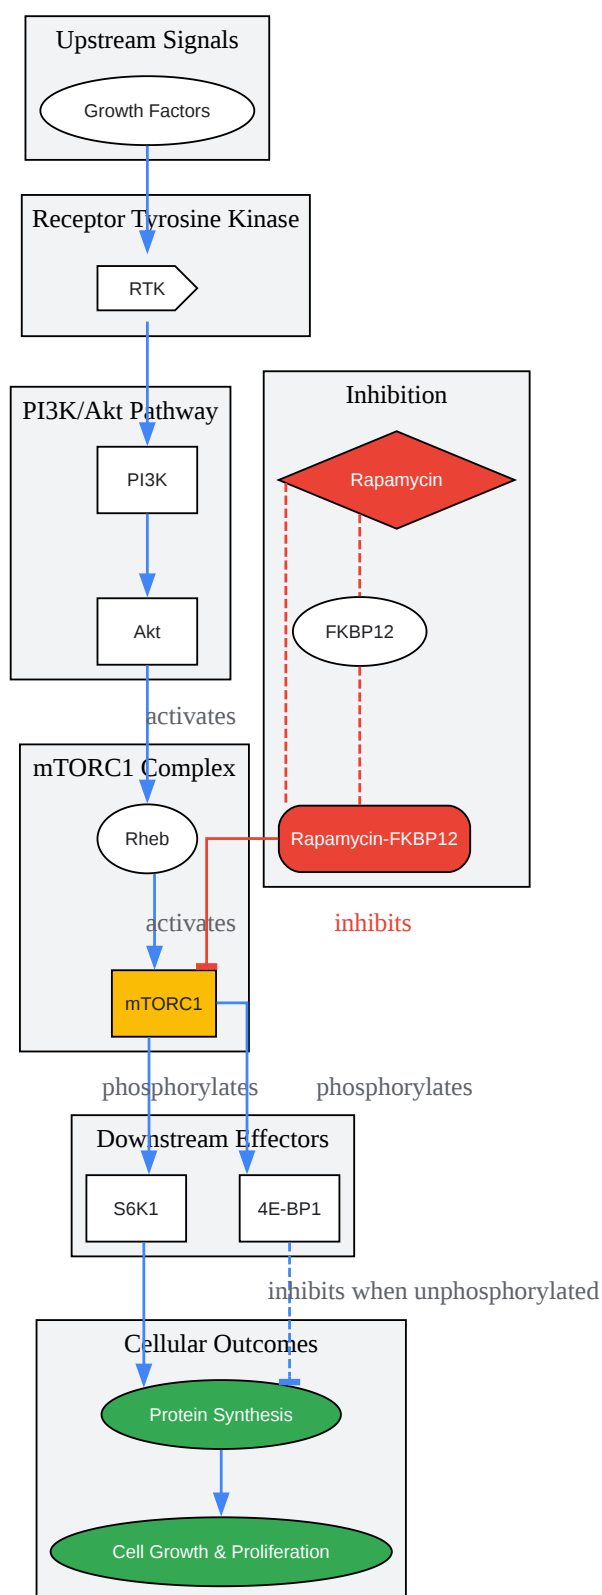 Upstream Signals
Growth Factors
Receptor Tyrosine Kinase
RTK
PI3K/Akt Pathway
PI3K
Akt
Inhibition
Rapamycin
FKBP12
Rapamycin-FKBP12
activates
mTORC1 Complex
Rheb
activates
inhibits
mTORC1
phosphorylates
phosphorylates
Downstream Effectors
S6K1
4E-BP1
inhibits when unphosphorylated
Cellular Outcomes
Protein Synthesis
Cell Growth & Proliferation